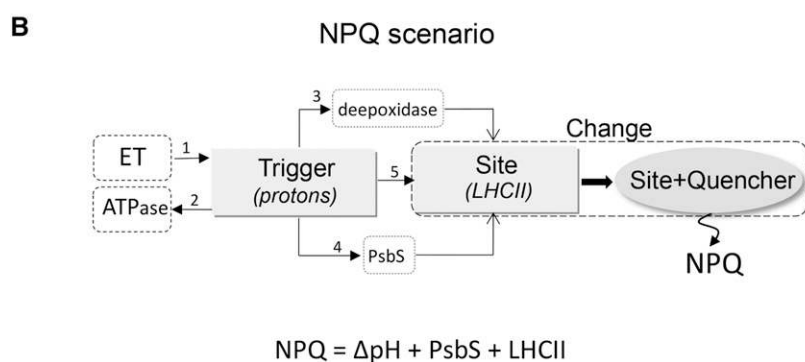 B
NPQ scenario
3
deepoxidase
Change
ET
1
Trigger
(protons)
5
Site
(LHCII)
Site+Quencher
ATPase
2
4
PsbS
NPQ
NPQ = ΔpH + PsbS + LHCII